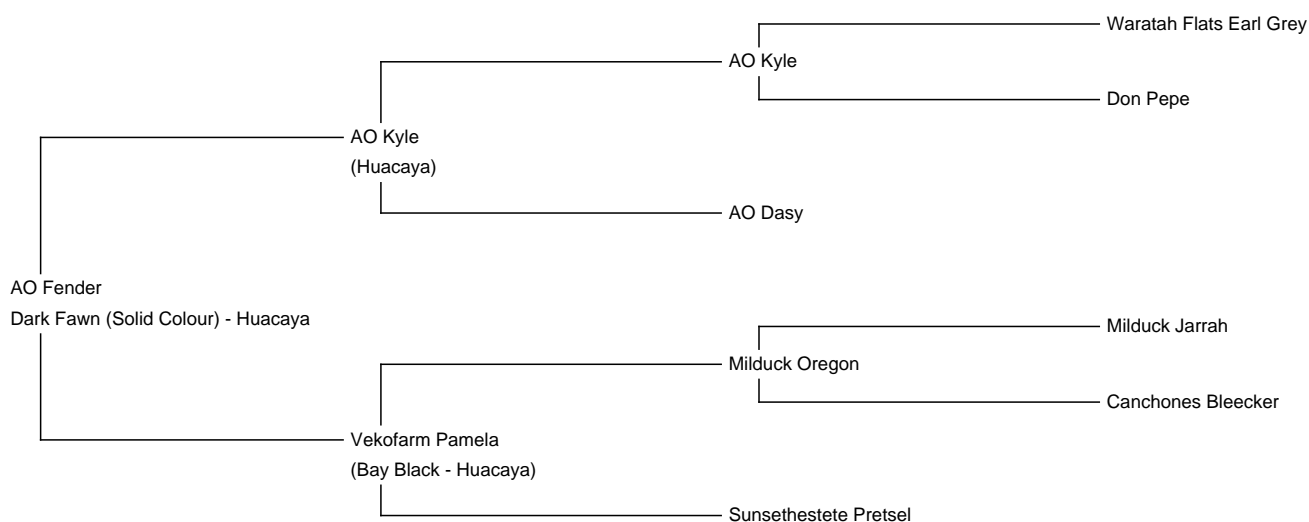 Waratah Flats Earl Grey
AO Kyle
Don Pepe
AO Kyle
(Huacaya)
AO Dasy
AO Fender
Dark Fawn (Solid Colour) - Huacaya
Milduck Jarrah
Milduck Oregon
Canchones Bleecker
Vekofarm Pamela
(Bay Black - Huacaya)
Sunsethestete Pretsel